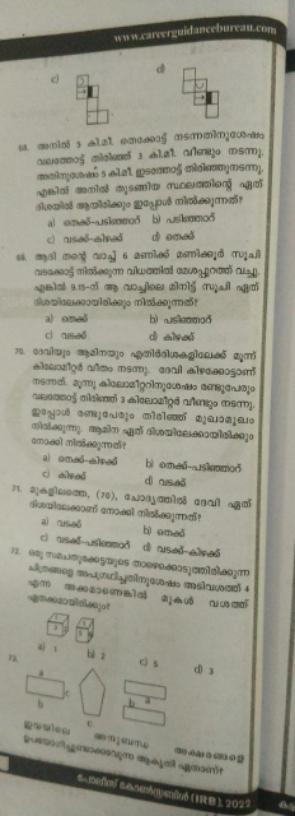 www.careerguidancebureau.com
c) d)
68. അനിൽ 5 കി.മീ. തെക്കോട്ട് നടന്നതിനുശേഷം
വലത്തോട്ട് തിരിഞ്ഞ് 3 കി.മീ. വീണ്ടും നടന്നു.
അതിനുശേഷം 5 കി.മീ. ഇടത്തോട്ട് തിരിഞ്ഞുനടന്നു.
എങ്കിൽ അനിൽ തുടങ്ങിയ സ്ഥലത്തിന്റെ ഏത്
ദിശയിൽ ആയിരിക്കും ഇപ്പോൾ നിൽക്കുന്നത്?
a) തെക്ക്-പടിഞ്ഞാറ് b) പടിഞ്ഞാറ്
c) വടക്ക്-കിഴക്ക് d) തെക്ക്
69. ആദി തന്റെ വാച്ച് 6 മണിക്ക് മണിക്കൂർ സൂചി
വടക്കോട്ട് നിൽക്കുന്ന വിധത്തിൽ മേശപ്പുറത്ത് വച്ചു.
എങ്കിൽ 9.15-ന് ആ വാച്ചിലെ മിനിട്ട് സൂചി ഏത്
ദിശയിലേക്കായിരിക്കും നിൽക്കുന്നത്?
a) തെക്ക് b) പടിഞ്ഞാറ്
c) വടക്ക് d) കിഴക്ക്
70. ദേവിയും ആമിനയും എതിർദിശകളിലേക്ക് മൂന്ന്
കിലോമീറ്റർ വീതം നടന്നു. ദേവി കിഴക്കോട്ടാണ്
നടന്നത്. മൂന്നു കിലോമീറ്ററിനുശേഷം രണ്ടുപേരും
വലത്തോട്ട് തിരിഞ്ഞ് 3 കിലോമീറ്റർ വീണ്ടും നടന്നു.
ഇപ്പോൾ രണ്ടുപേരും തിരിഞ്ഞ് മുഖാമുഖം
നിൽക്കുന്നു. ആമിന ഏത് ദിശയിലേക്കായിരിക്കും
നോക്കി നിൽക്കുന്നത്?
a) തെക്ക്-കിഴക്ക് b) തെക്ക്-പടിഞ്ഞാറ്
c) കിഴക്ക് d) വടക്ക്
71. മുകളിലത്തെ, (70), ചോദ്യത്തിൽ ദേവി ഏത്
ദിശയിലേക്കാണ് നോക്കി നിൽക്കുന്നത്?
a) വടക്ക് b) തെക്ക്
c) വടക്ക്-പടിഞ്ഞാറ് d) വടക്ക്-കിഴക്ക്
72. ഒരു സമചതുരക്കട്ടയുടെ താഴെക്കൊടുത്തിരിക്കുന്ന
ചിത്രങ്ങളെ അപഗ്രഥിച്ചതിനുശേഷം അടിവശത്ത് 4
എന്ന അക്കമാണെങ്കിൽ മുകൾ വശത്ത്
ഏതക്കമായിരിക്കും?
a) 1 b) 2 c) 5 d) 3
73.
a c b c b a
ഇവയിലെ അനുബന്ധ അക്ഷരങ്ങളെ
ഉപയോഗിച്ചുണ്ടാക്കാവുന്ന ആകൃതി ഏതാണ്?
പോലീസ് കോൺസ്റ്റബിൾ (IRB), 2022